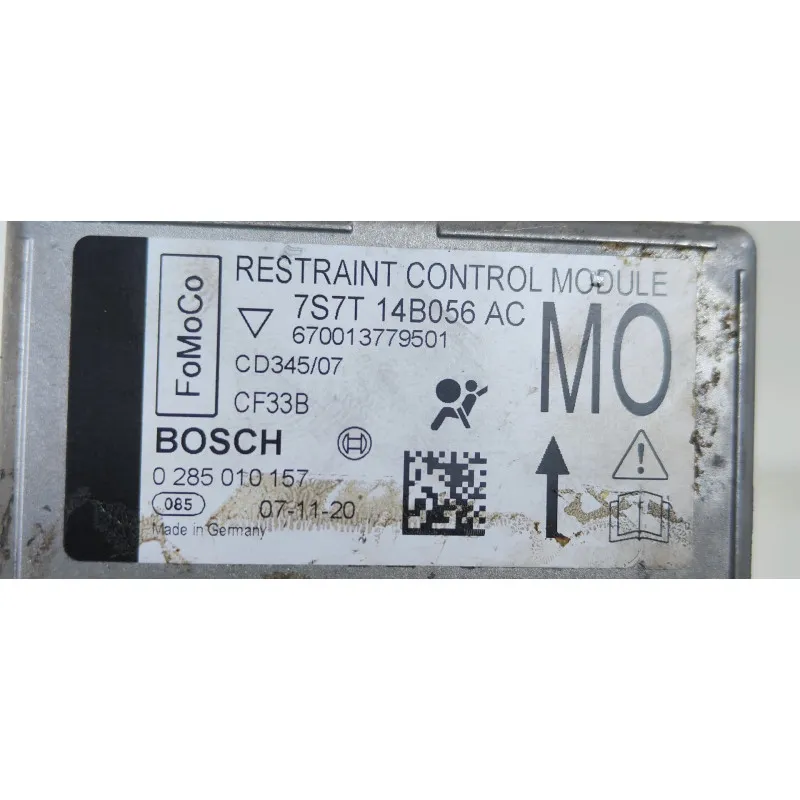 FoMoCo
RESTRAINT CONTROL MODULE
7S7T 14B056 AC
670013779501
MO
CD345/07
CF33B
BOSCH
0 285 010 157
085
07-11-20
Made in Germany